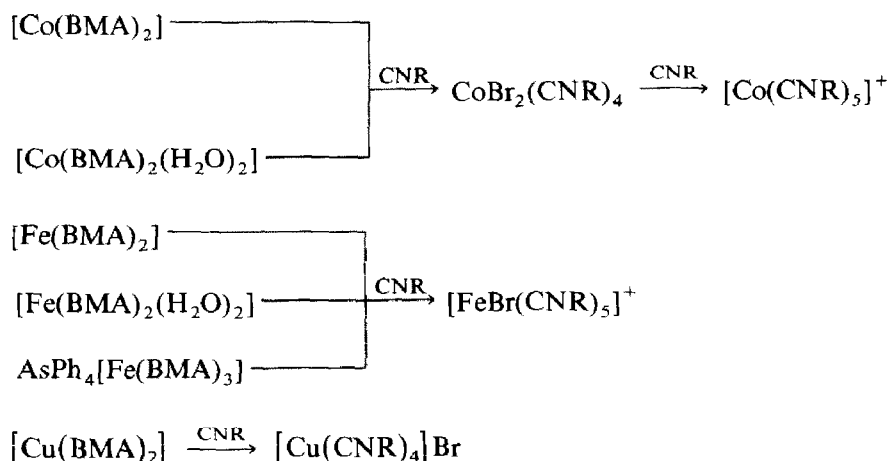 [Co(BMA)₂]
CNR → CoBr₂(CNR)₄ CNR → [Co(CNR)₅]⁺
[Co(BMA)₂(H₂O)₂]
[Fe(BMA)₂]
[Fe(BMA)₂(H₂O)₂] CNR → [FeBr(CNR)₅]⁺
AsPh₄[Fe(BMA)₃]
[Cu(BMA)₂] CNR → [Cu(CNR)₄]Br